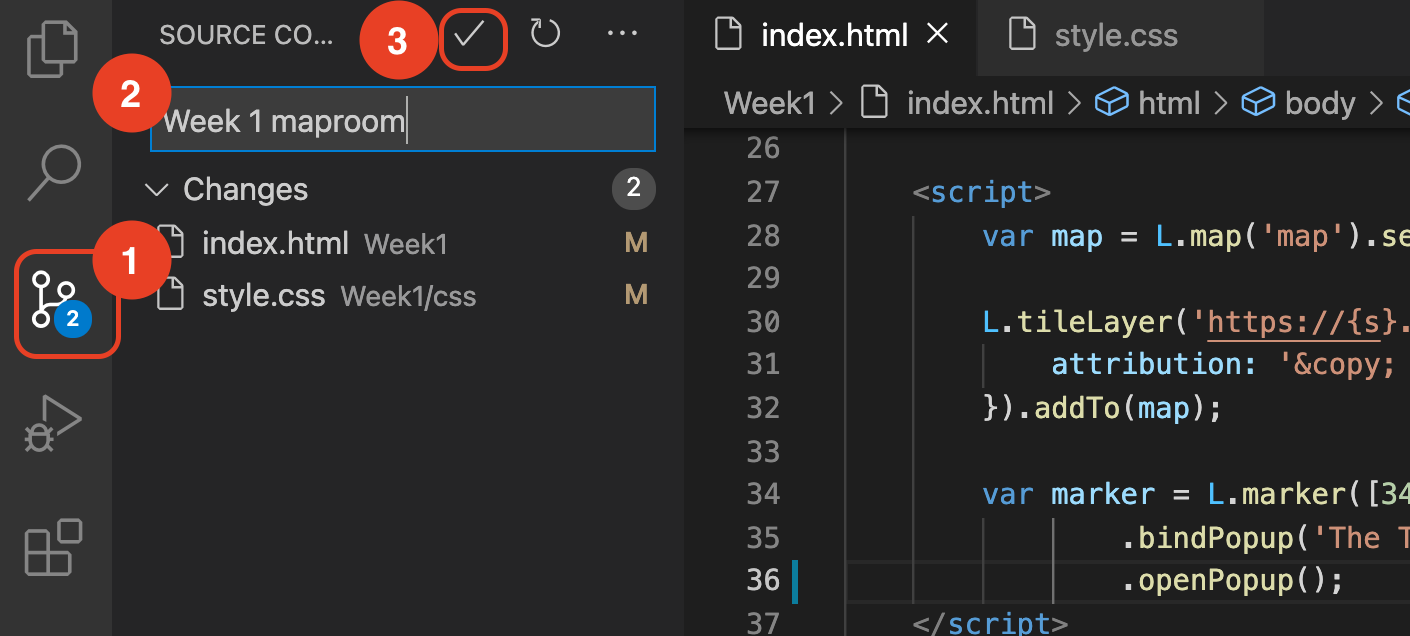 SOURCE CO...
3
2
Week 1 maproom
Changes
2
index.html Week1 M
style.css Week1/css M
1
2
index.html
style.css
Week1 > index.html > html > body >
26
27 <script>
28 var map = L.map('map').se
29
30 L.tileLayer('https://{s}.
31 attribution: '&copy;
32 }).addTo(map);
33
34 var marker = L.marker([34
35 .bindPopup('The T
36 .openPopup();
37 </script>